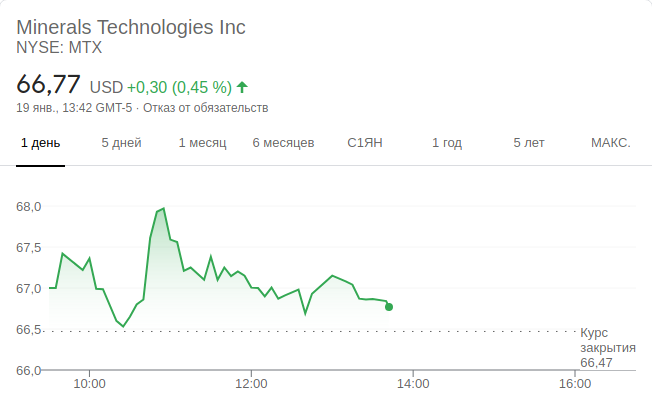 Minerals Technologies Inc
NYSE: MTX
66,77 USD +0,30 (0,45 %)
19 янв., 13:42 GMT-5 · Отказ от обязательств
1 день 5 дней 1 месяц 6 месяцев С1ЯН 1 год 5 лет МАКС.
68,0
67,5
67,0
66,5
66,0
Курс
закрытия
66,47
10:00 12:00 14:00 16:00